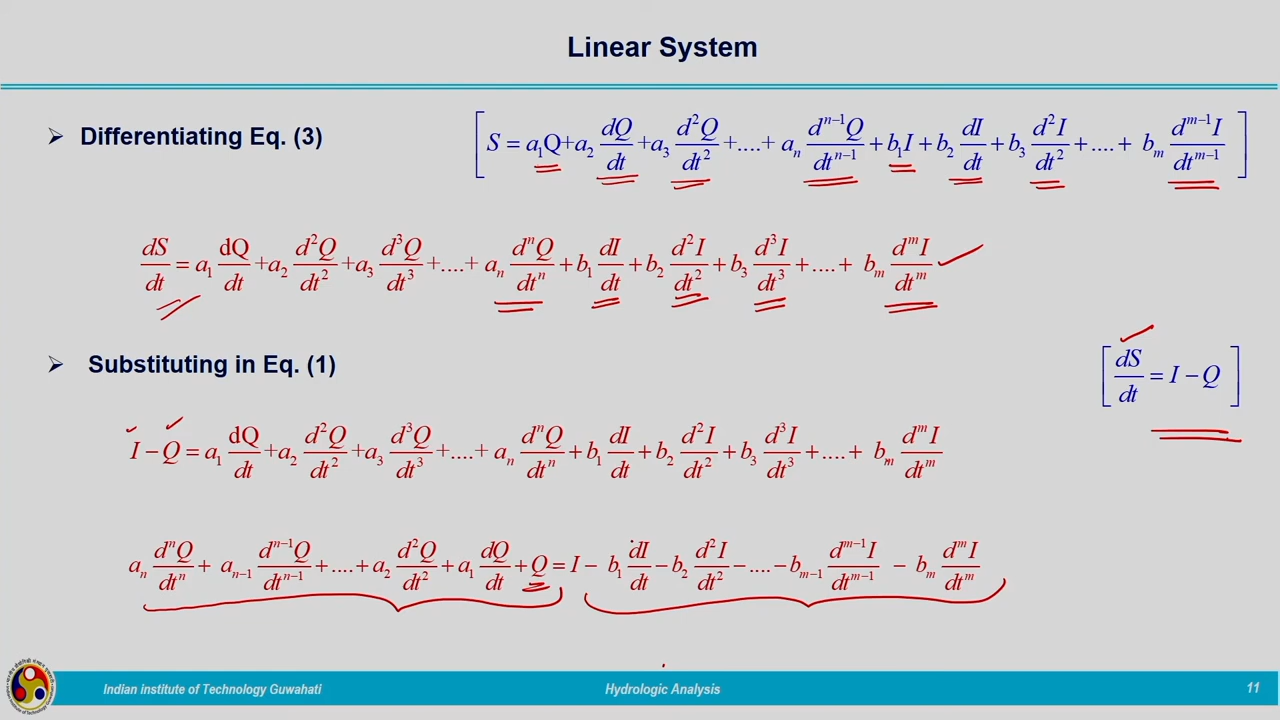 Linear System
➢ Differentiating Eq. (3)
[S = a₁Q + a₂ dQ/dt + a₃ d²Q/dt² + .... + aₙ dⁿ⁻¹Q/dtⁿ⁻¹ + b₁I + b₂ dI/dt + b₃ d²I/dt² + .... + bₘ dᵐ⁻¹I/dtᵐ⁻¹]
dS/dt = a₁ dQ/dt + a₂ d²Q/dt² + a₃ d³Q/dt³ + .... + aₙ dⁿQ/dtⁿ + b₁ dI/dt + b₂ d²I/dt² + b₃ d³I/dt³ + .... + bₘ dᵐI/dtᵐ
➢ Substituting in Eq. (1)
[dS/dt = I − Q]
I − Q = a₁ dQ/dt + a₂ d²Q/dt² + a₃ d³Q/dt³ + .... + aₙ dⁿQ/dtⁿ + b₁ dI/dt + b₂ d²I/dt² + b₃ d³I/dt³ + .... + bₘ dᵐI/dtᵐ
aₙ dⁿQ/dtⁿ + aₙ₋₁ dⁿ⁻¹Q/dtⁿ⁻¹ + .... + a₂ d²Q/dt² + a₁ dQ/dt + Q = I − b₁ dI/dt − b₂ d²I/dt² − .... − bₘ₋₁ dᵐ⁻¹I/dtᵐ⁻¹ − bₘ dᵐI/dtᵐ
Indian institute of Technology Guwahati
Hydrologic Analysis
11